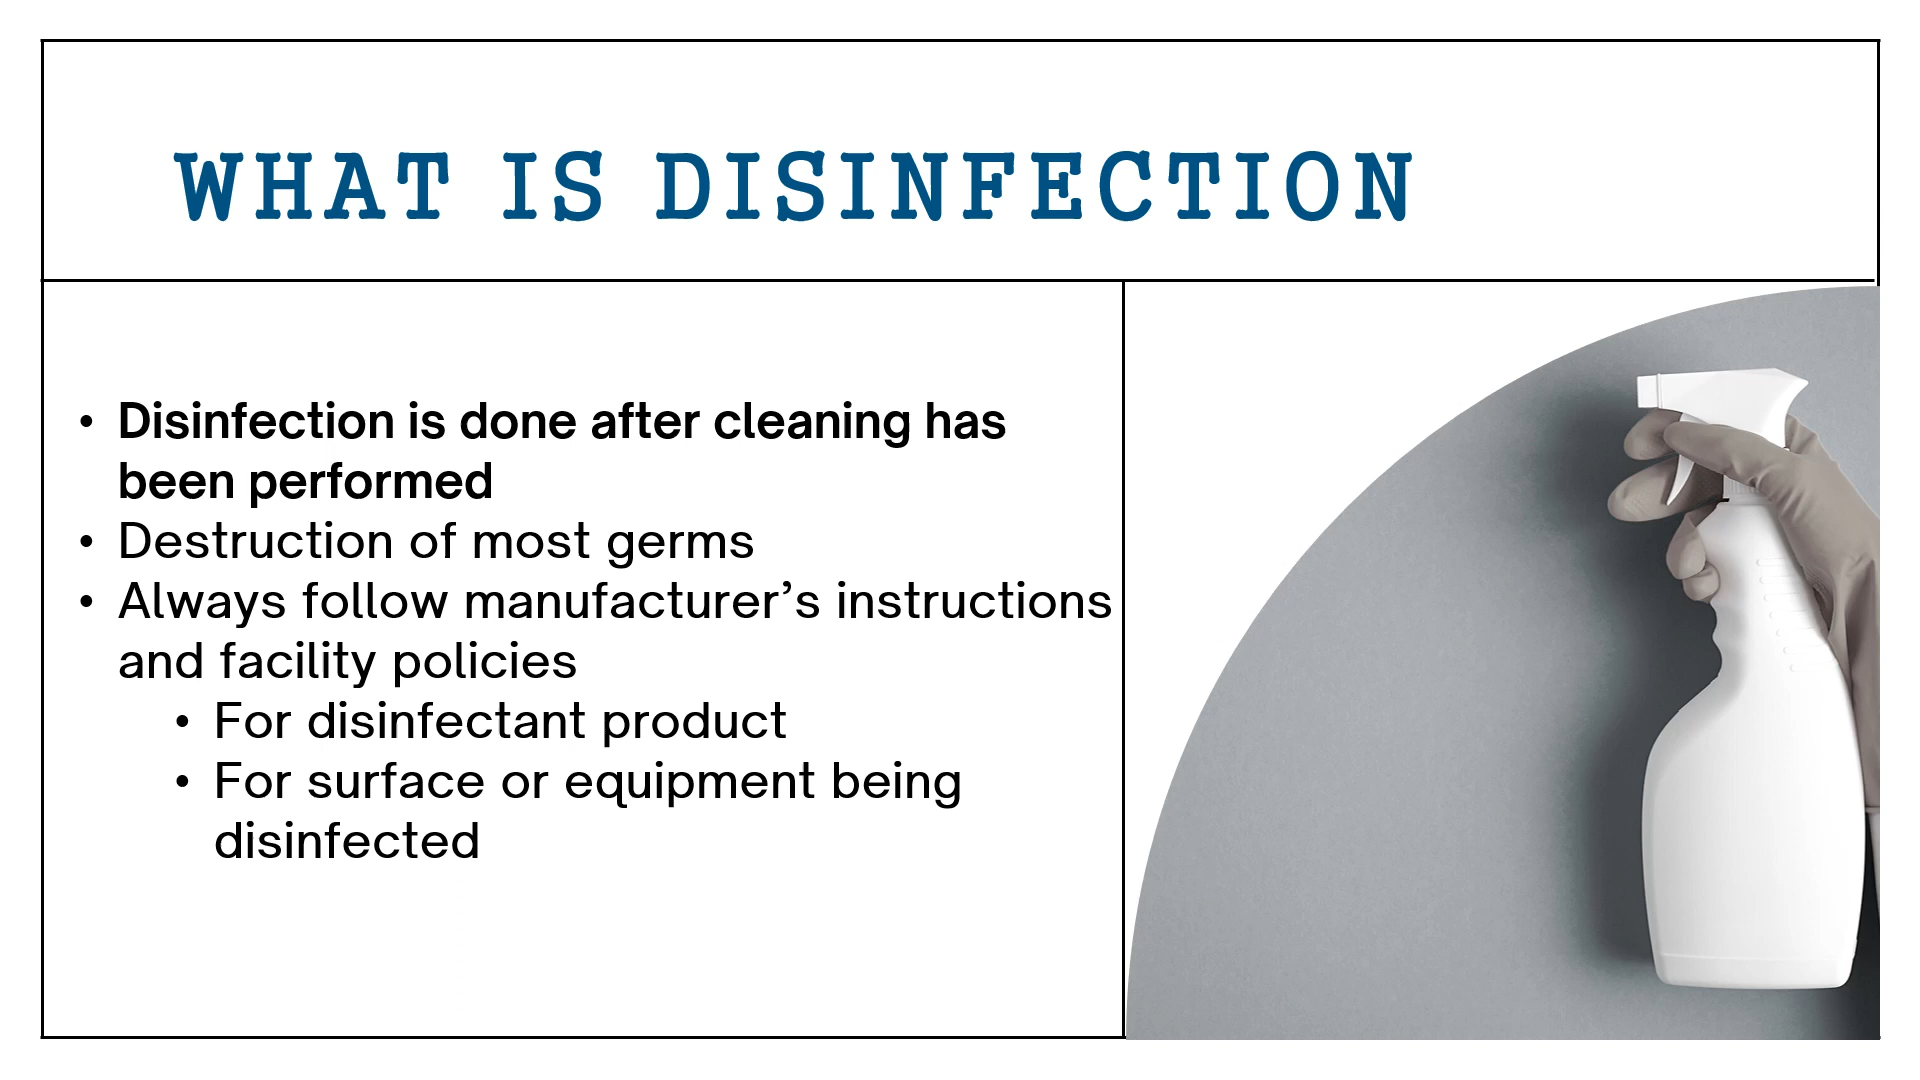 WHAT IS DISINFECTION
• Disinfection is done after cleaning has
been performed
• Destruction of most germs
• Always follow manufacturer’s instructions
and facility policies
• For disinfectant product
• For surface or equipment being
disinfected